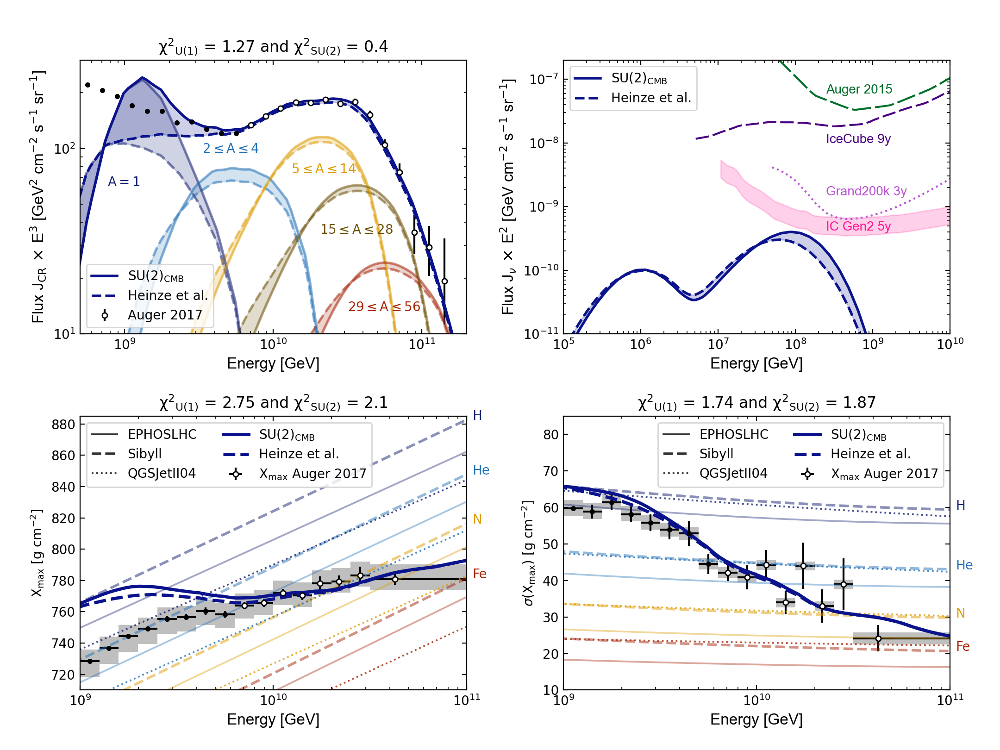 χ²U(1) = 1.27 and χ²SU(2) = 0.4
Flux J_CR × E³ [GeV² cm⁻² s⁻¹ sr⁻¹]
10²
10¹
A = 1
2 ≤ A ≤ 4
5 ≤ A ≤ 14
15 ≤ A ≤ 28
29 ≤ A ≤ 56
SU(2)CMB
Heinze et al.
Auger 2017
10⁹ 10¹⁰ 10¹¹
Energy [GeV]
Flux J_ν × E² [GeV cm⁻² s⁻¹ sr⁻¹]
10⁻⁷
10⁻⁸
10⁻⁹
10⁻¹⁰
10⁻¹¹
SU(2)CMB
Heinze et al.
Auger 2015
IceCube 9y
Grand200k 3y
IC Gen2 5y
10⁵ 10⁶ 10⁷ 10⁸ 10⁹ 10¹⁰
Energy [GeV]
χ²U(1) = 2.75 and χ²SU(2) = 2.1
Xmax [g cm⁻²]
880
860
840
820
800
780
760
740
720
EPHOSLHC
Sibyll
QGSJetII04
SU(2)CMB
Heinze et al.
Xmax Auger 2017
H
He
N
Fe
10⁹ 10¹⁰ 10¹¹
Energy [GeV]
χ²U(1) = 1.74 and χ²SU(2) = 1.87
σ(Xmax) [g cm⁻²]
80
70
60
50
40
30
20
10
EPHOSLHC
Sibyll
QGSJetII04
SU(2)CMB
Heinze et al.
Xmax Auger 2017
H
He
N
Fe
10⁹ 10¹⁰ 10¹¹
Energy [GeV]